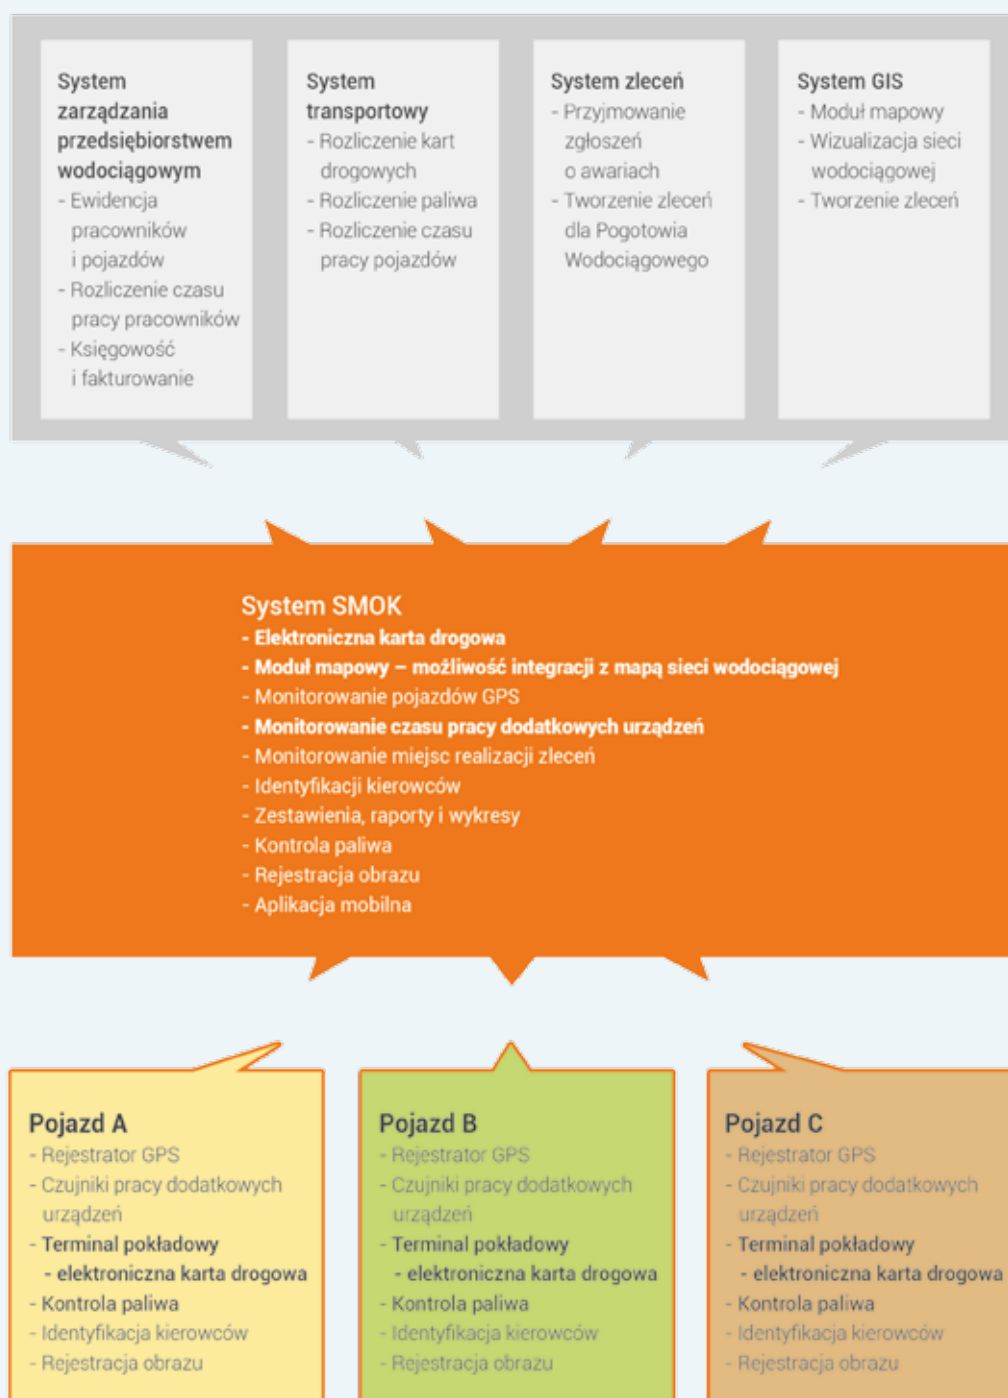 System
zarządzania
przedsiębiorstwem
wodociągowym
- Ewidencja
pracowników
i pojazdów
- Rozliczenie czasu
pracy pracowników
- Księgowość
i fakturowanie
System
transportowy
- Rozliczenie kart
drogowych
- Rozliczenie paliwa
- Rozliczenie czasu
pracy pojazdów
System zleceń
- Przyjmowanie
zgłoszeń
o awariach
- Tworzenie zleceń
dla Pogotowia
Wodociągowego
System GIS
- Moduł mapowy
- Wizualizacja sieci
wodociągowej
- Tworzenie zleceń
System SMOK
- Elektroniczna karta drogowa
- Moduł mapowy – możliwość integracji z mapą sieci wodociągowej
- Monitorowanie pojazdów GPS
- Monitorowanie czasu pracy dodatkowych urządzeń
- Monitorowanie miejsc realizacji zleceń
- Identyfikacji kierowców
- Zestawienia, raporty i wykresy
- Kontrola paliwa
- Rejestracja obrazu
- Aplikacja mobilna
Pojazd A
- Rejestrator GPS
- Czujniki pracy dodatkowych
urządzeń
- Terminal pokładowy
- elektroniczna karta drogowa
- Kontrola paliwa
- Identyfikacja kierowców
- Rejestracja obrazu
Pojazd B
- Rejestrator GPS
- Czujniki pracy dodatkowych
urządzeń
- Terminal pokładowy
- elektroniczna karta drogowa
- Kontrola paliwa
- Identyfikacja kierowców
- Rejestracja obrazu
Pojazd C
- Rejestrator GPS
- Czujniki pracy dodatkowych
urządzeń
- Terminal pokładowy
- elektroniczna karta drogowa
- Kontrola paliwa
- Identyfikacja kierowców
- Rejestracja obrazu